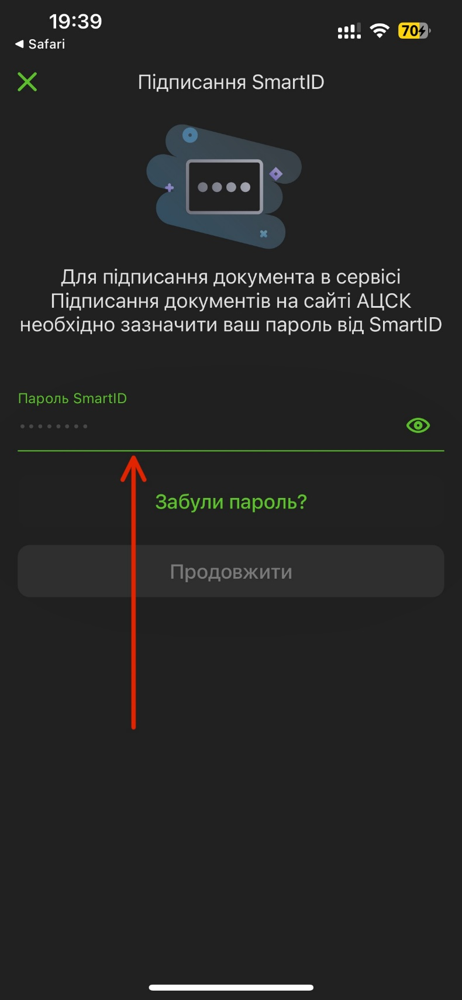 19:39
Safari
70
Підписання SmartID
Для підписання документа в сервісі
Підписання документів на сайті АЦСК
необхідно зазначити ваш пароль від SmartID
Пароль SmartID
Забули пароль?
Продовжити